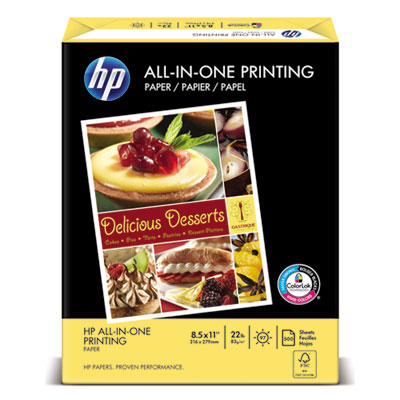 hp
ALL-IN-ONE PRINTING
PAPER / PAPIER / PAPEL
Delicious Desserts
Cakes • Pies • Tarts • Pastries • Dessert Platters
GASTRIQUE
ColorLok
HP ALL-IN-ONE
PRINTING
PAPER
8.5 x 11"
216 x 279mm
22lb
83g/m²
97
500
Sheets
Feuilles
Hojas
HP PAPERS. PROVEN PERFORMANCE.
FSC